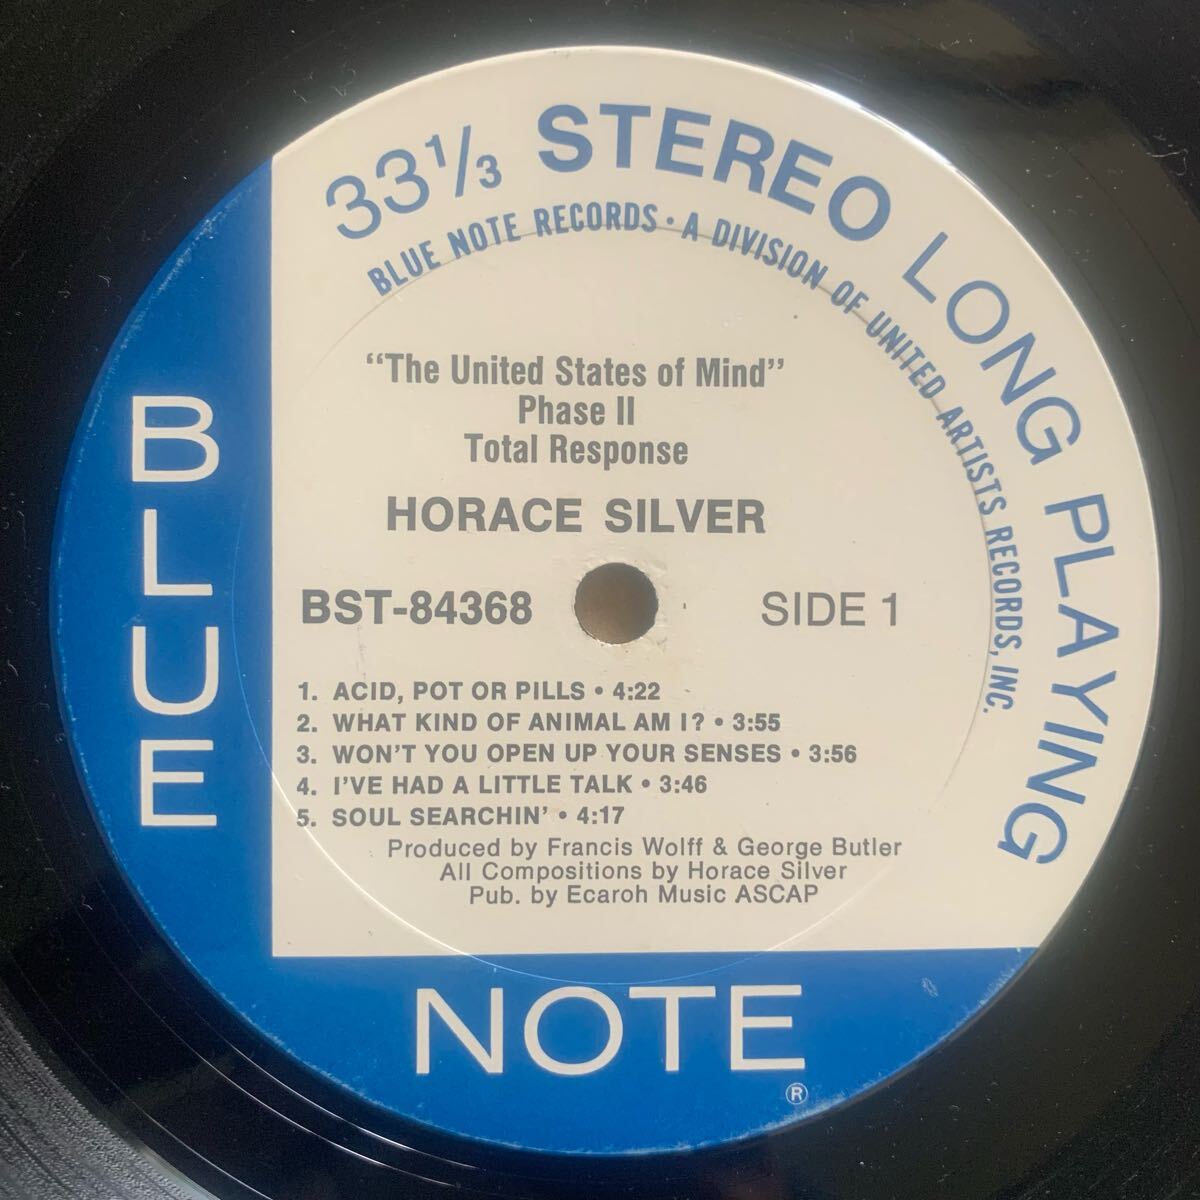 33⅓ STEREO LONG PLAYING
BLUE NOTE RECORDS • A DIVISION OF UNITED ARTISTS RECORDS, INC.
"The United States of Mind"
Phase II
Total Response
HORACE SILVER
BST-84368
SIDE 1
1. ACID, POT OR PILLS • 4:22
2. WHAT KIND OF ANIMAL AM I? • 3:55
3. WON'T YOU OPEN UP YOUR SENSES • 3:56
4. I'VE HAD A LITTLE TALK • 3:46
5. SOUL SEARCHIN' • 4:17
Produced by Francis Wolff & George Butler
All Compositions by Horace Silver
Pub. by Ecaroh Music ASCAP
BLUE
NOTE
®